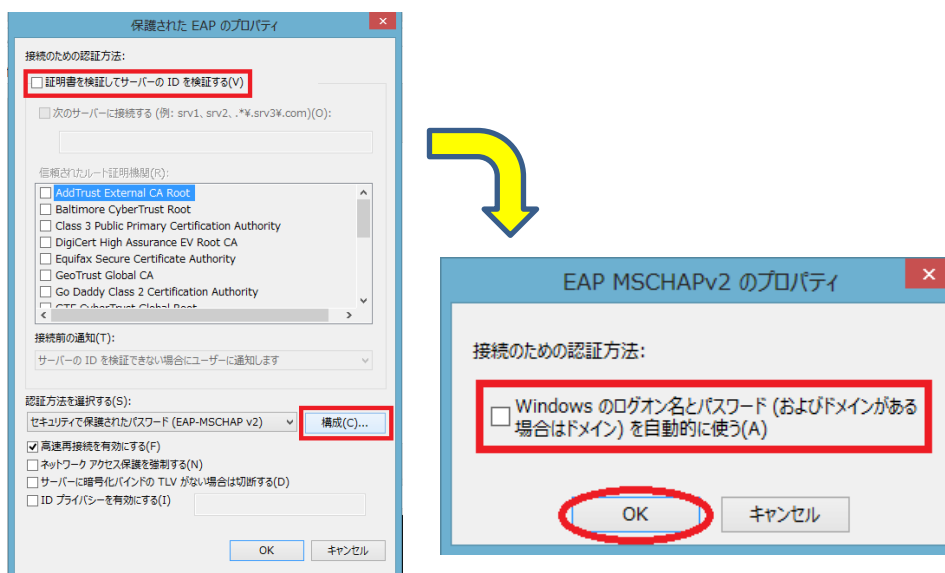 保護された EAP のプロパティ
接続のための認証方法:
証明書を検証してサーバーの ID を検証する(V)
次のサーバーに接続する (例: srv1、srv2、.*¥.srv3¥.com)(O):
信頼されたルート証明機関(R):
AddTrust External CA Root
Baltimore CyberTrust Root
Class 3 Public Primary Certification Authority
DigiCert High Assurance EV Root CA
Equifax Secure Certificate Authority
GeoTrust Global CA
Go Daddy Class 2 Certification Authority
GTE CyberTrust Global Root
接続前の通知(T):
サーバーの ID を検証できない場合にユーザーに通知します
認証方法を選択する(S):
セキュリティで保護されたパスワード (EAP-MSCHAP v2)
構成(C)...
高速再接続を有効にする(F)
ネットワーク アクセス保護を強制する(N)
サーバーに暗号化バインドの TLV がない場合は切断する(D)
ID プライバシーを有効にする(I)
OK
キャンセル
EAP MSCHAPv2 のプロパティ
接続のための認証方法:
Windows のログオン名とパスワード (およびドメインがある
場合はドメイン) を自動的に使う(A)
OK
キャンセル